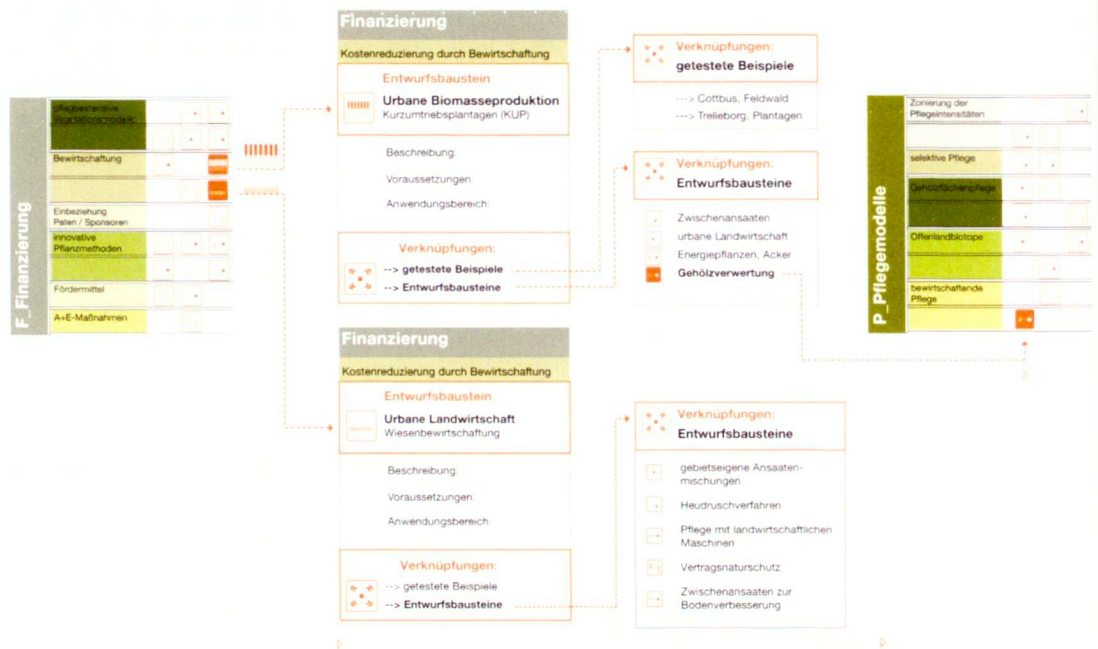 F_Finanzierung
pflegeextensive
Vegetationsmodelle
Bewirtschaftung
Einbeziehung
Paten / Sponsoren
innovative
Pflanzmethoden
Fördermittel
A+E-Maßnahmen
Finanzierung
Kostenreduzierung durch Bewirtschaftung
Entwurfsbaustein
Urbane Biomasseproduktion
Kurzumtriebsplantagen (KUP)
Beschreibung:
Voraussetzungen:
Anwendungsbereich:
Verknüpfungen:
--> getestete Beispiele
--> Entwurfsbausteine
Finanzierung
Kostenreduzierung durch Bewirtschaftung
Entwurfsbaustein
Urbane Landwirtschaft
Wiesenbewirtschaftung
Beschreibung:
Voraussetzungen:
Anwendungsbereich:
Verknüpfungen:
--> getestete Beispiele
--> Entwurfsbausteine
Verknüpfungen:
getestete Beispiele
---> Cottbus, Feldwald
---> Trelleborg, Plantagen
Verknüpfungen:
Entwurfsbausteine
Zwischenansaaten
urbane Landwirtschaft
Energiepflanzen, Acker
Gehölzverwertung
Verknüpfungen:
Entwurfsbausteine
gebietseigene Ansaaten-
mischungen
Heudruschverfahren
Pflege mit landwirtschaftlichen
Maschinen
Vertragsnaturschutz
Zwischenansaaten zur
Bodenverbesserung
P_Pflegemodelle
Zonierung der
Pflegeintensitäten
selektive Pflege
Gehölzflächenpflege
Offenlandbiotope
bewirtschaftende
Pflege